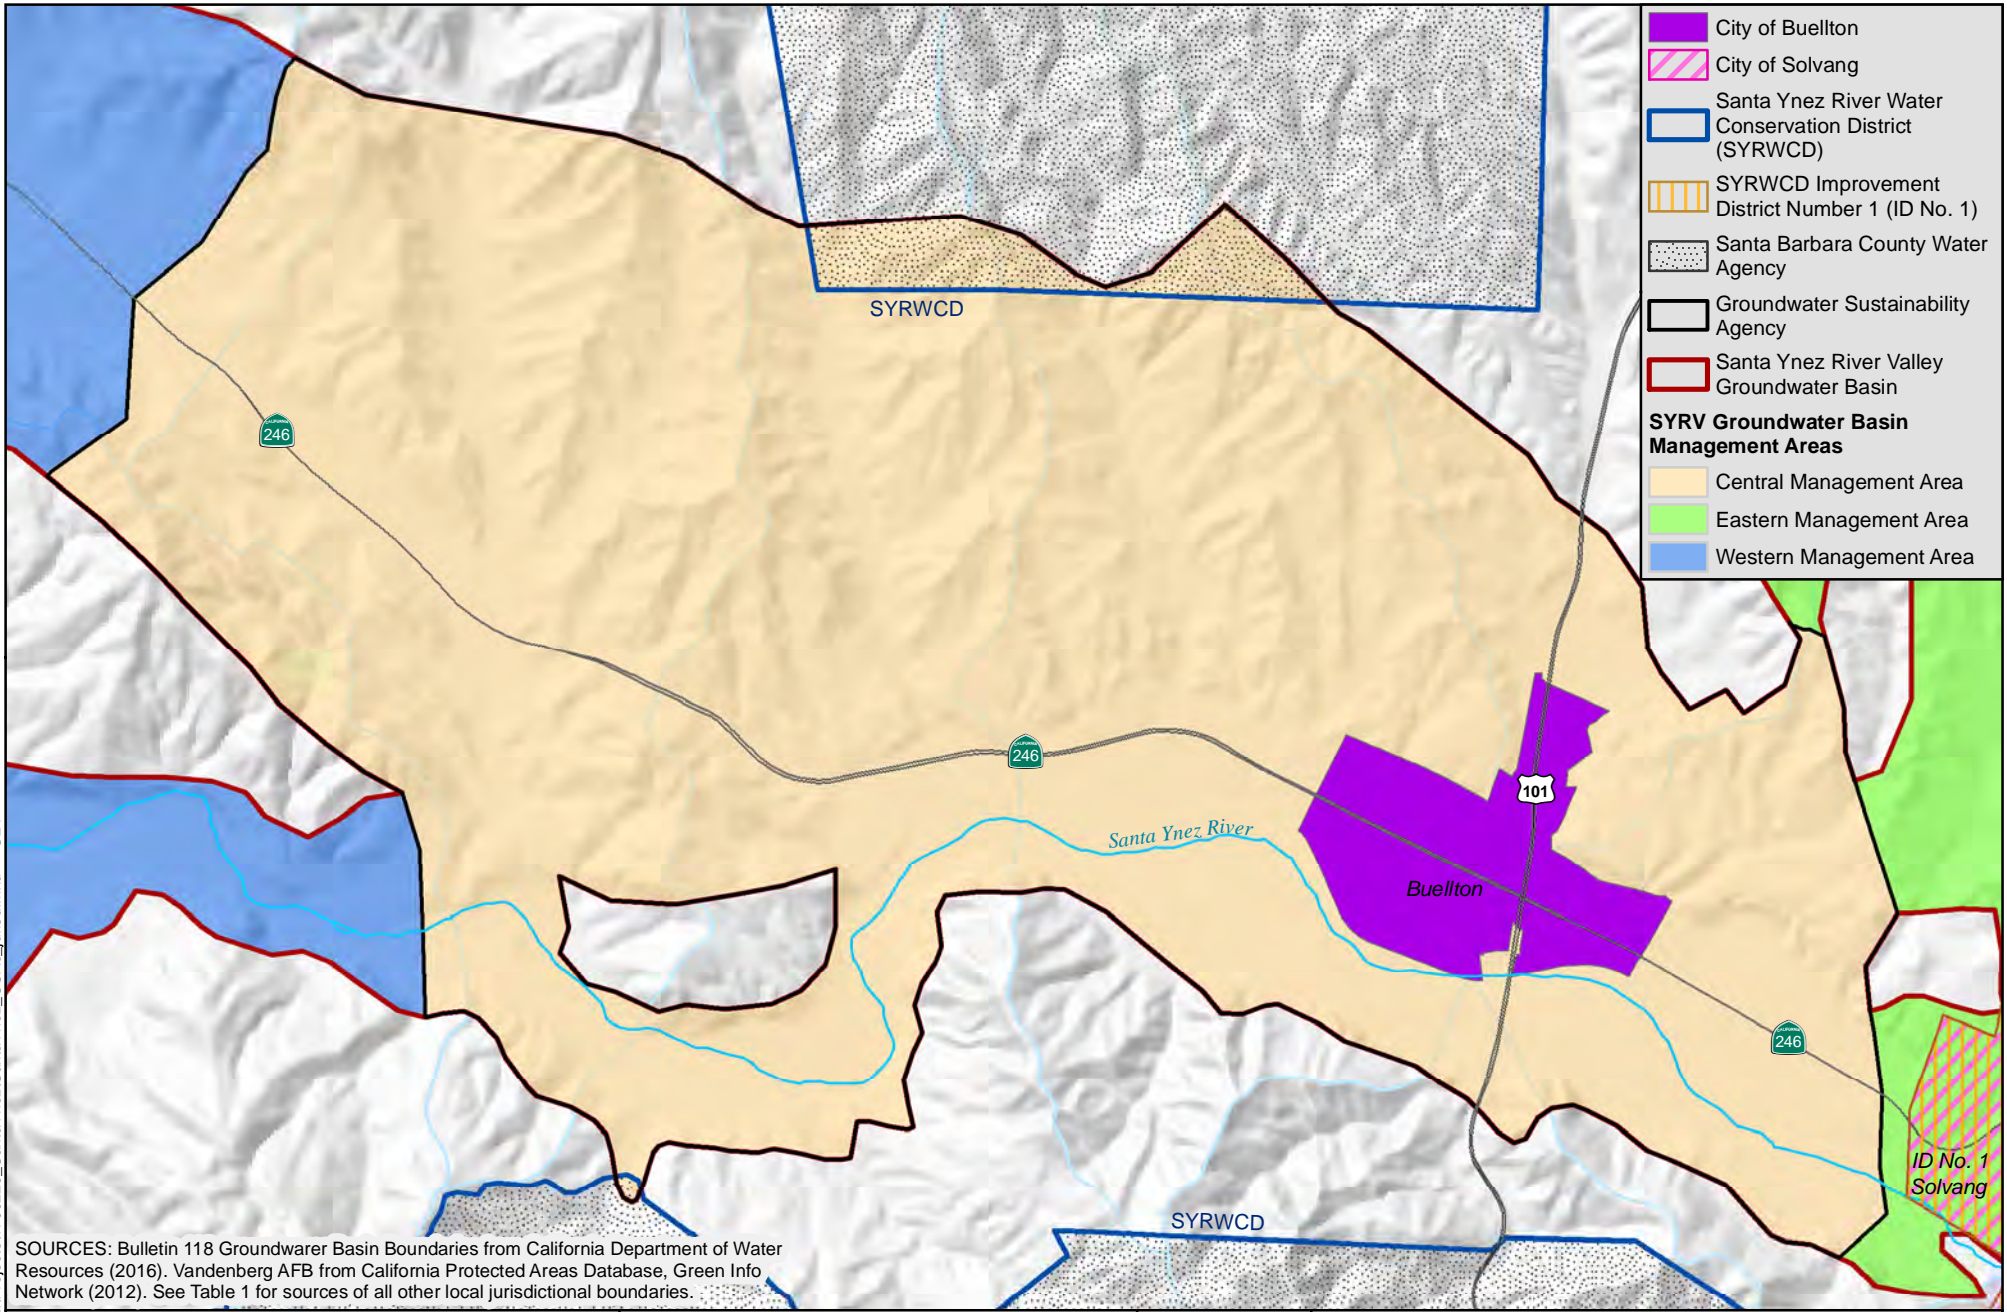 City of Buellton
City of Solvang
Santa Ynez River Water
Conservation District
(SYRWCD)
SYRWCD Improvement
District Number 1 (ID No. 1)
Santa Barbara County Water
Agency
Groundwater Sustainability
Agency
Santa Ynez River Valley
Groundwater Basin
SYRV Groundwater Basin
Management Areas
Central Management Area
Eastern Management Area
Western Management Area
SYRWCD
CALIFORNIA
246
CALIFORNIA
246
101
Santa Ynez River
Buellton
CALIFORNIA
246
ID No. 1
Solvang
SYRWCD
SOURCES: Bulletin 118 Groundwarer Basin Boundaries from California Department of Water
Resources (2016). Vandenberg AFB from California Protected Areas Database, Green Info
Network (2012). See Table 1 for sources of all other local jurisdictional boundaries.